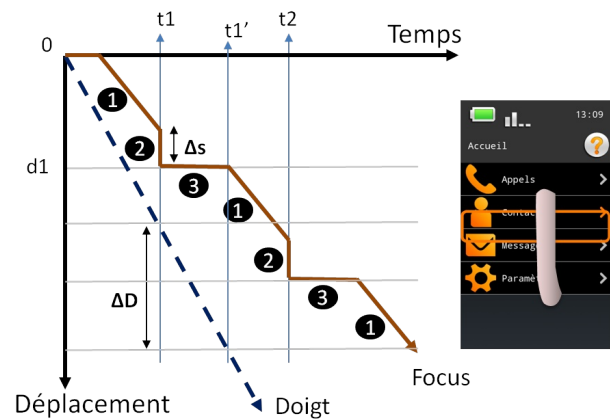 t1
t1’
t2
Temps
0
1
2
Δs
d1
3
1
2
ΔD
3
1
Focus
Déplacement
Doigt
13:09
Accueil
?
Appels
Contac
Message
Paramèt